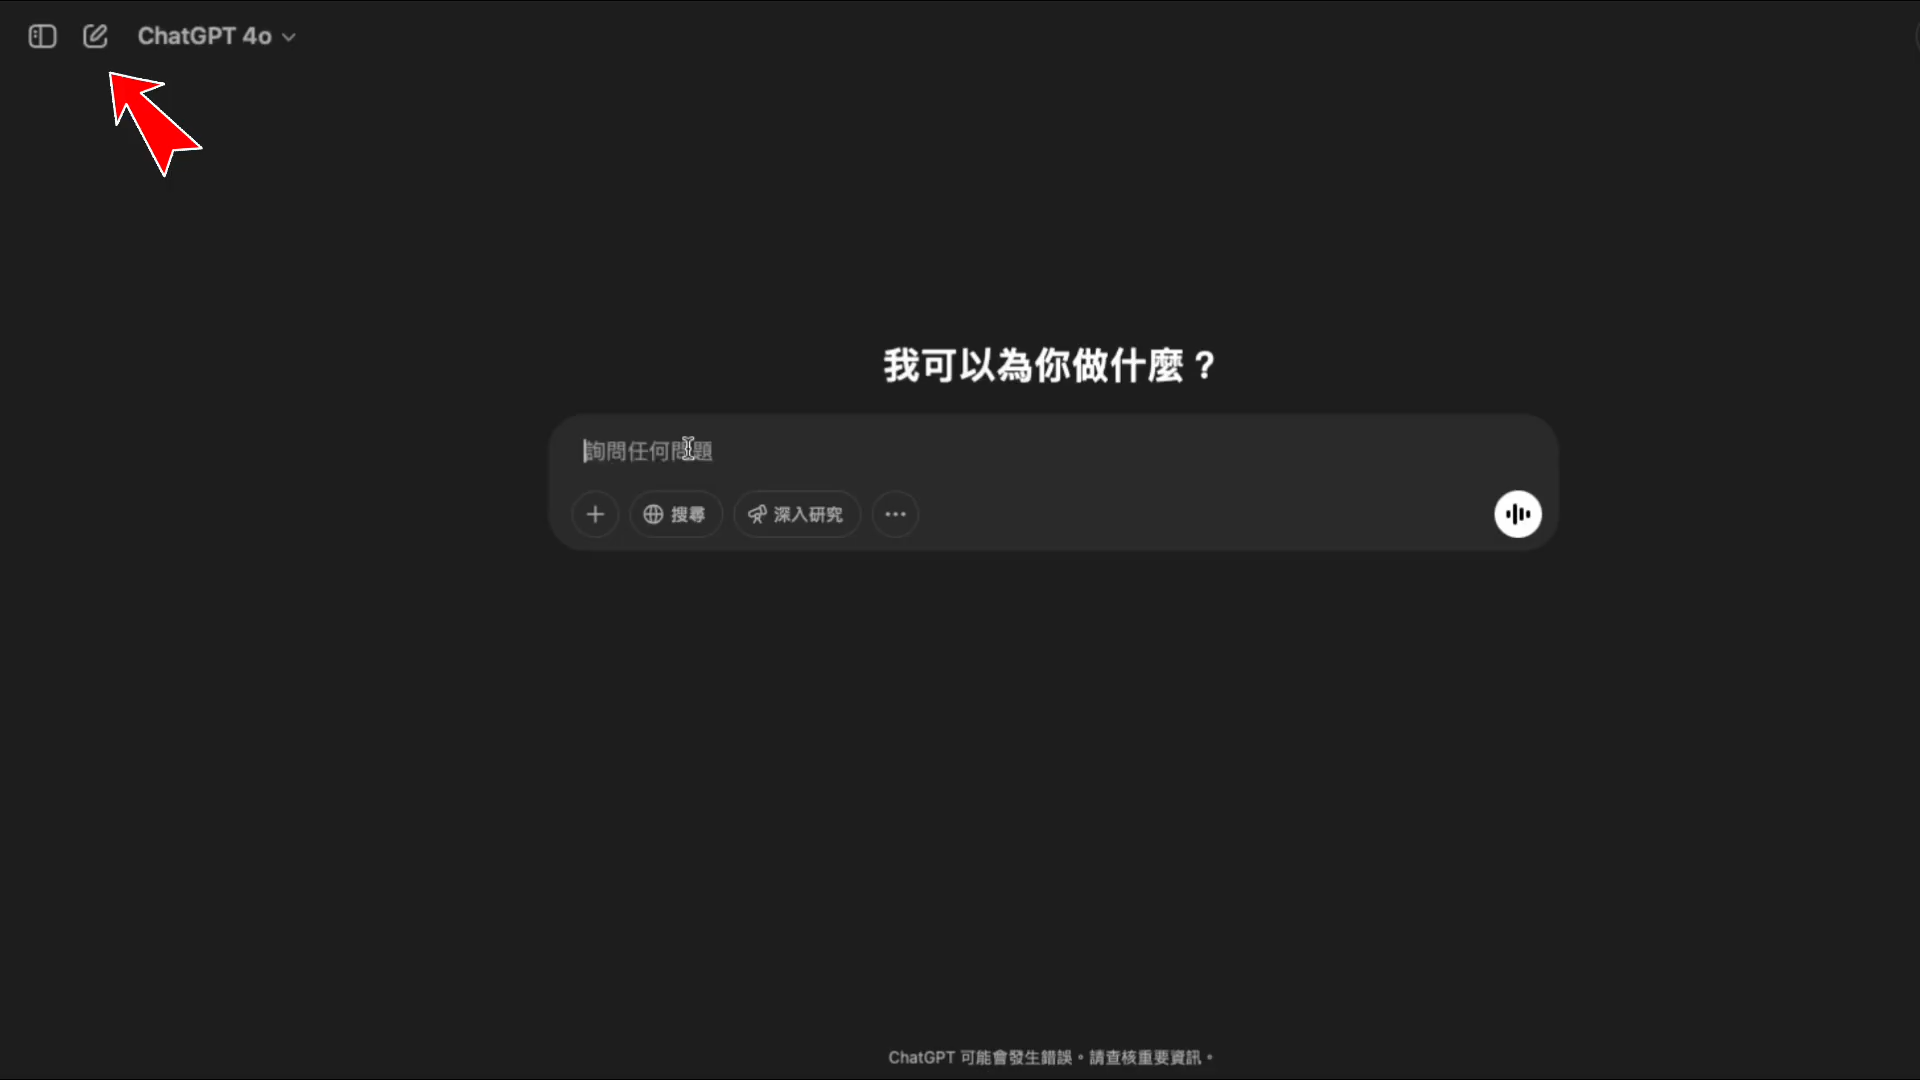 ChatGPT 4o
我可以為你做什麼？
詢問任何問題
搜尋
深入研究
ChatGPT 可能會發生錯誤。請查核重要資訊。